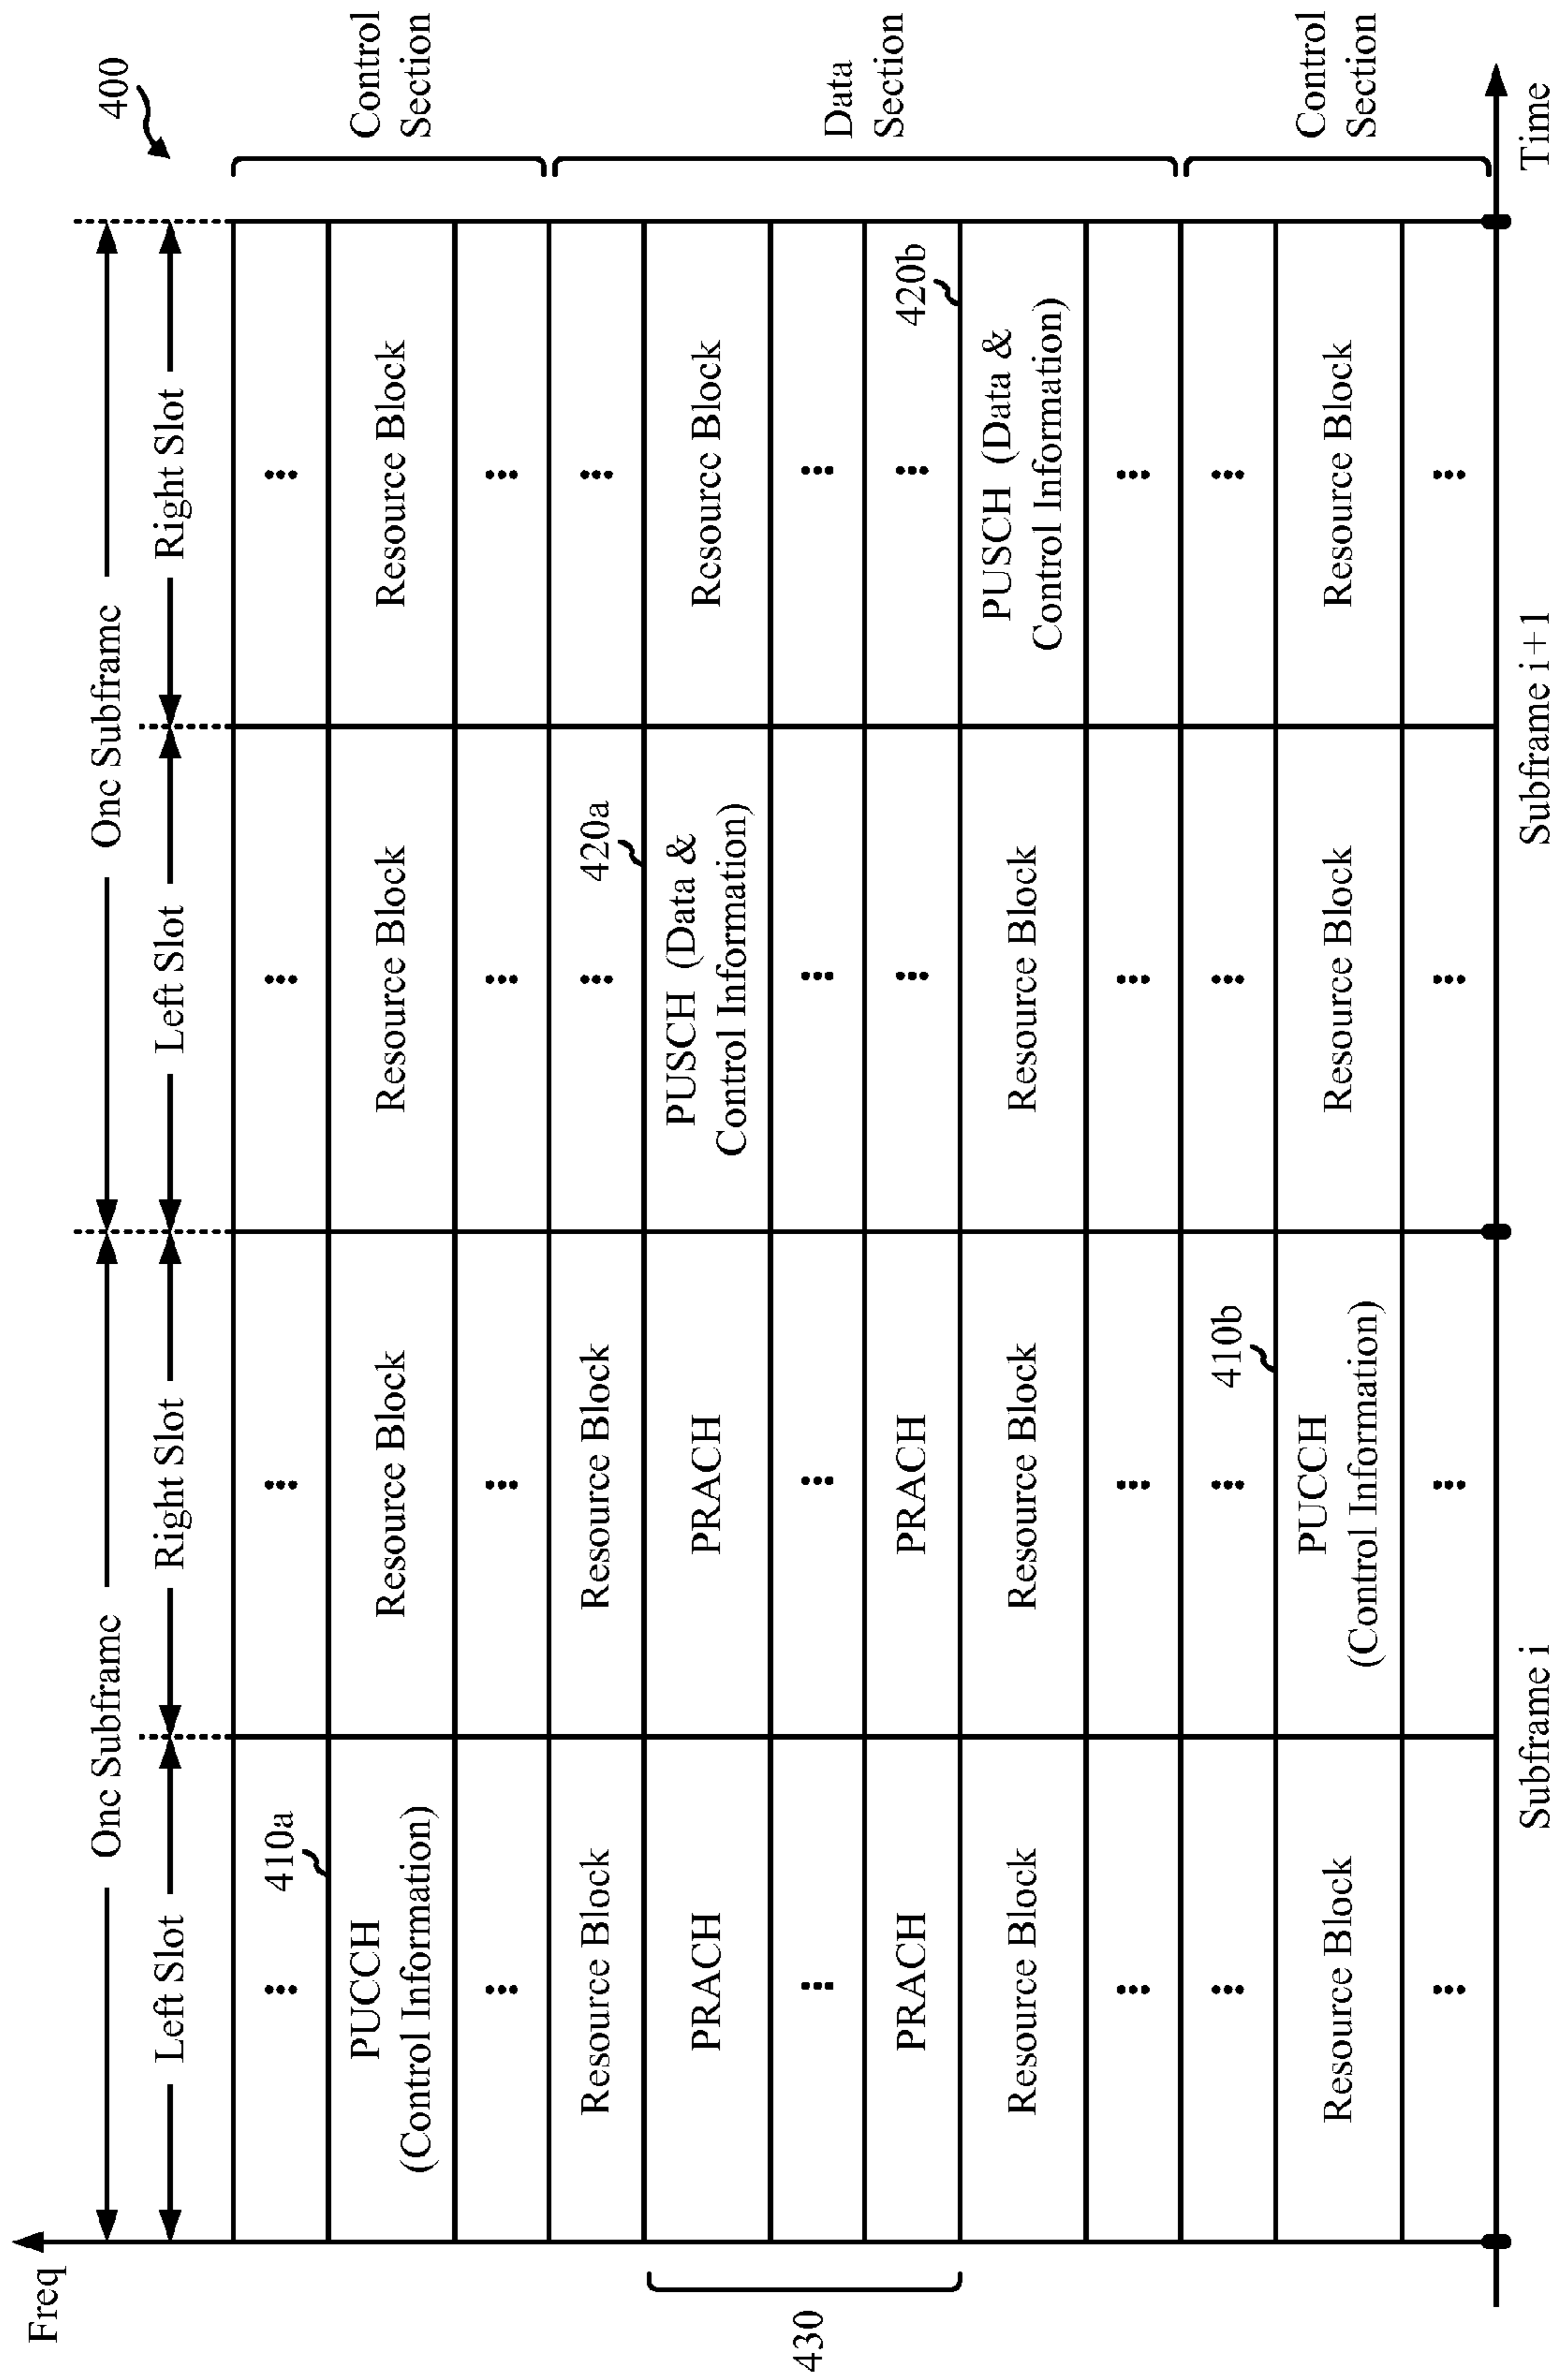 400
Freq
One Subframe
One Subframe
Left Slot
Right Slot
Left Slot
Right Slot
⋮
⋮
⋮
⋮
410a
PUCCH
(Control Information)
Resource Block
Resource Block
Resource Block
Control
Section
⋮
⋮
⋮
⋮
Resource Block
Resource Block
⋮
⋮
420a
PRACH
PRACH
PUSCH (Data &
Control Information)
Resource Block
430
⋮
⋮
⋮
⋮
Data
Section
PRACH
PRACH
⋮
⋮
420b
Resource Block
Resource Block
Resource Block
PUSCH (Data &
Control Information)
⋮
⋮
⋮
⋮
⋮
⋮
⋮
⋮
410b
Resource Block
PUCCH
(Control Information)
Resource Block
Resource Block
Control
Section
⋮
⋮
⋮
⋮
Subframe i
Subframe i+1
Time